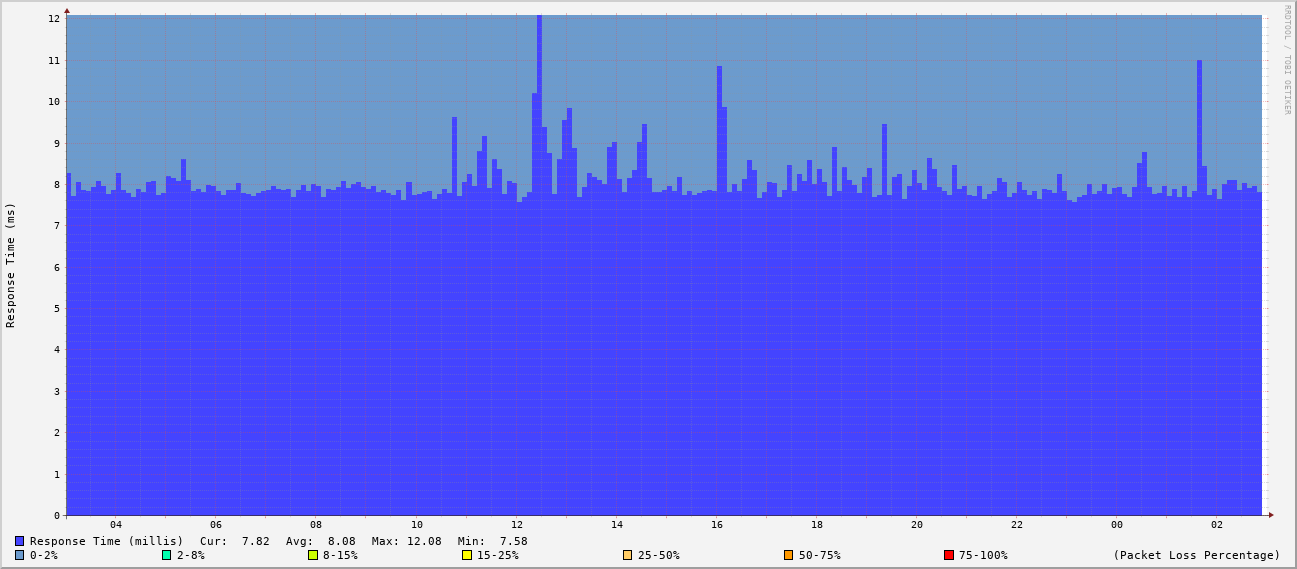 12
11
10
9
8
7
6
5
4
3
2
1
0
Response Time (ms)
04 06 08 10 12 14 16 18 20 22 00 02
RRDTOOL / TOBI OETIKER
Response Time (millis) Cur: 7.82 Avg: 8.08 Max: 12.08 Min: 7.58
0-2% 2-8% 8-15% 15-25% 25-50% 50-75% 75-100% (Packet Loss Percentage)